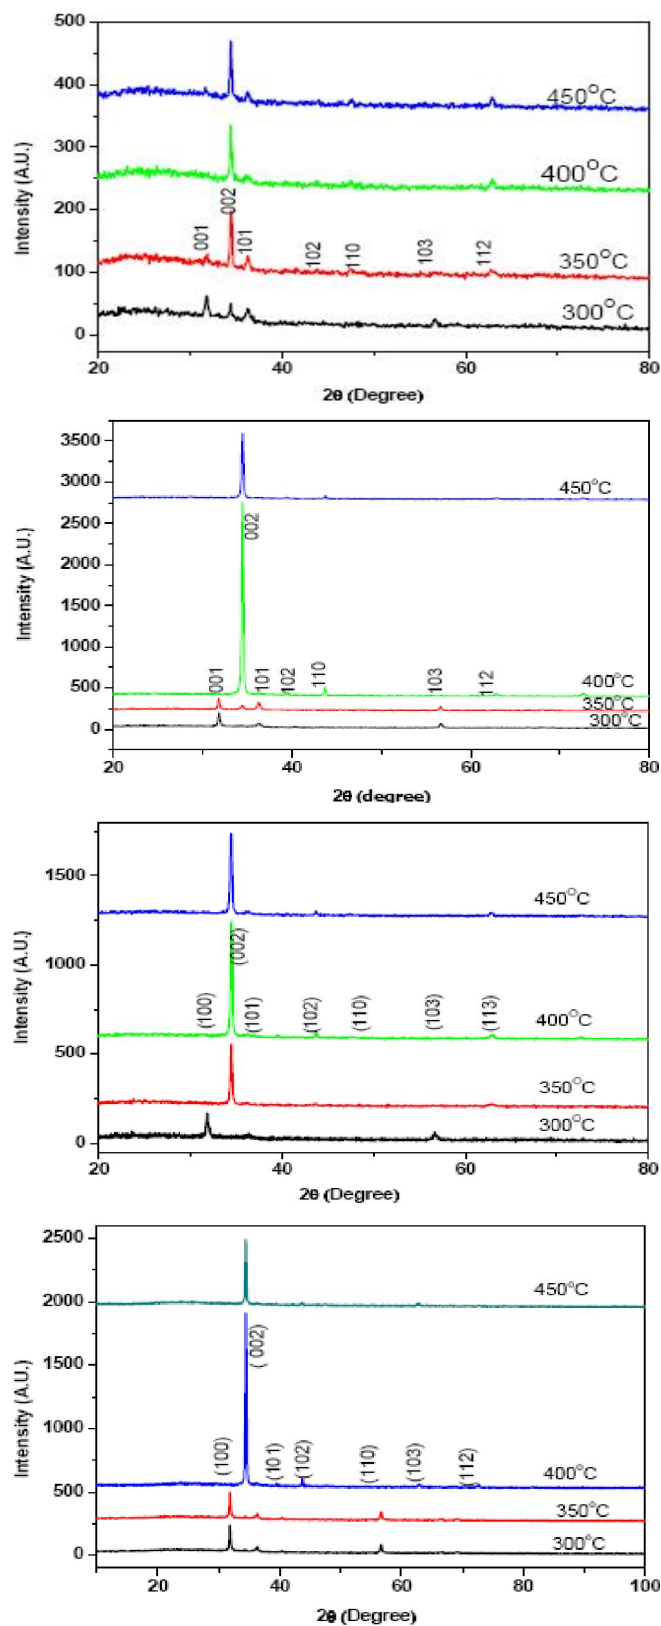 500
400
300
200
100
0
Intensity (A.U.)
450°C
400°C
350°C
300°C
001
002
101
102
110
103
112
20
40
60
80
2θ (Degree)
3500
3000
2500
2000
1500
1000
500
0
Intensity (A.U.)
450°C
400°C
350°C
300°C
001
002
101
102
110
103
112
20
40
60
80
2θ (degree)
1500
1000
500
0
Intensity (A.U.)
450°C
400°C
350°C
300°C
(100)
(002)
(101)
(102)
(110)
(103)
(113)
20
40
60
80
2θ (Degree)
2500
2000
1500
1000
500
0
Intensity (A.U.)
450°C
400°C
350°C
300°C
(100)
( 002)
(101)
(102)
(110)
(103)
(112)
20
40
60
80
100
2θ (Degree)